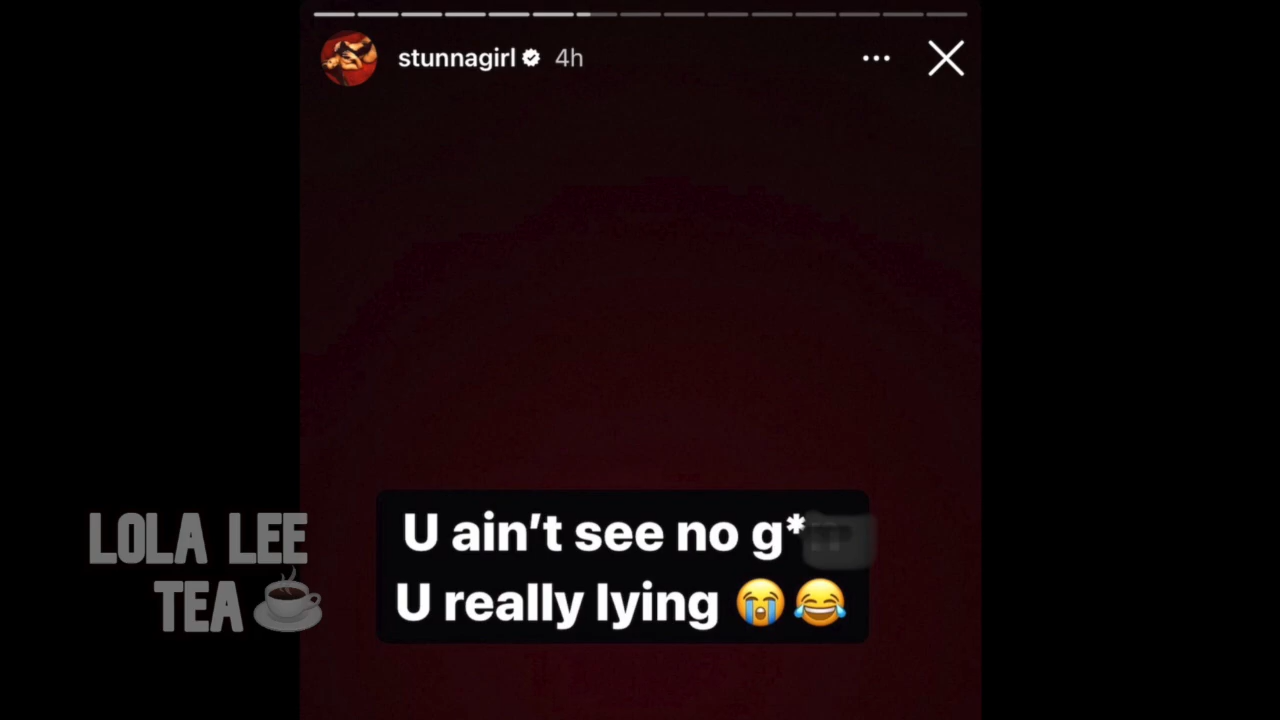 stunnagirl 4h
U ain’t see no g*
U really lying 😭😂
LOLA LEE
TEA